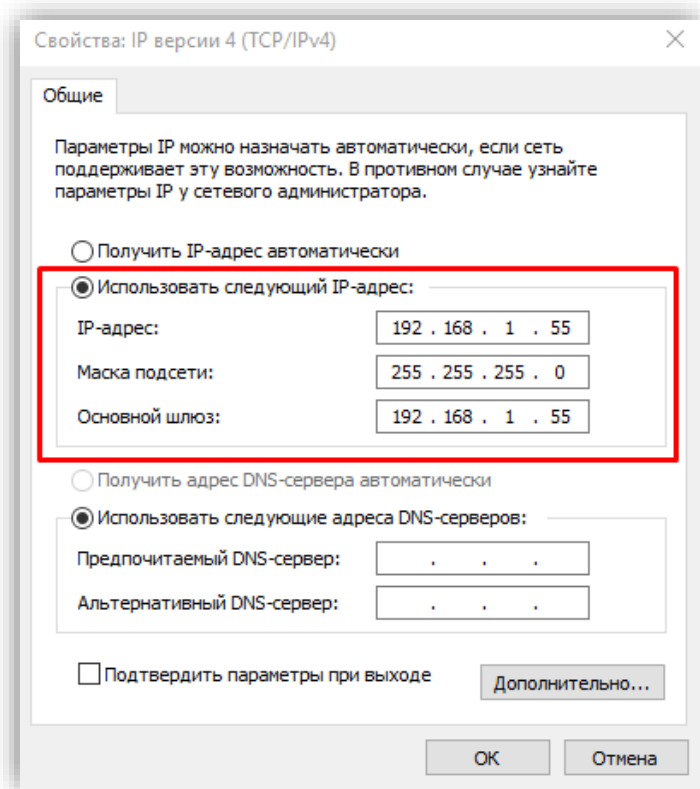 Свойства: IP версии 4 (TCP/IPv4)
Общие
Параметры IP можно назначать автоматически, если сеть
поддерживает эту возможность. В противном случае узнайте
параметры IP у сетевого администратора.
Получить IP-адрес автоматически
Использовать следующий IP-адрес:
IP-адрес: 192 . 168 . 1 . 55
Маска подсети: 255 . 255 . 255 . 0
Основной шлюз: 192 . 168 . 1 . 55
Получить адрес DNS-сервера автоматически
Использовать следующие адреса DNS-серверов:
Предпочитаемый DNS-сервер: . . .
Альтернативный DNS-сервер: . . .
Подтвердить параметры при выходе
Дополнительно...
ОК Отмена